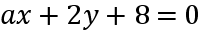 ax + 2y + 8 = 0